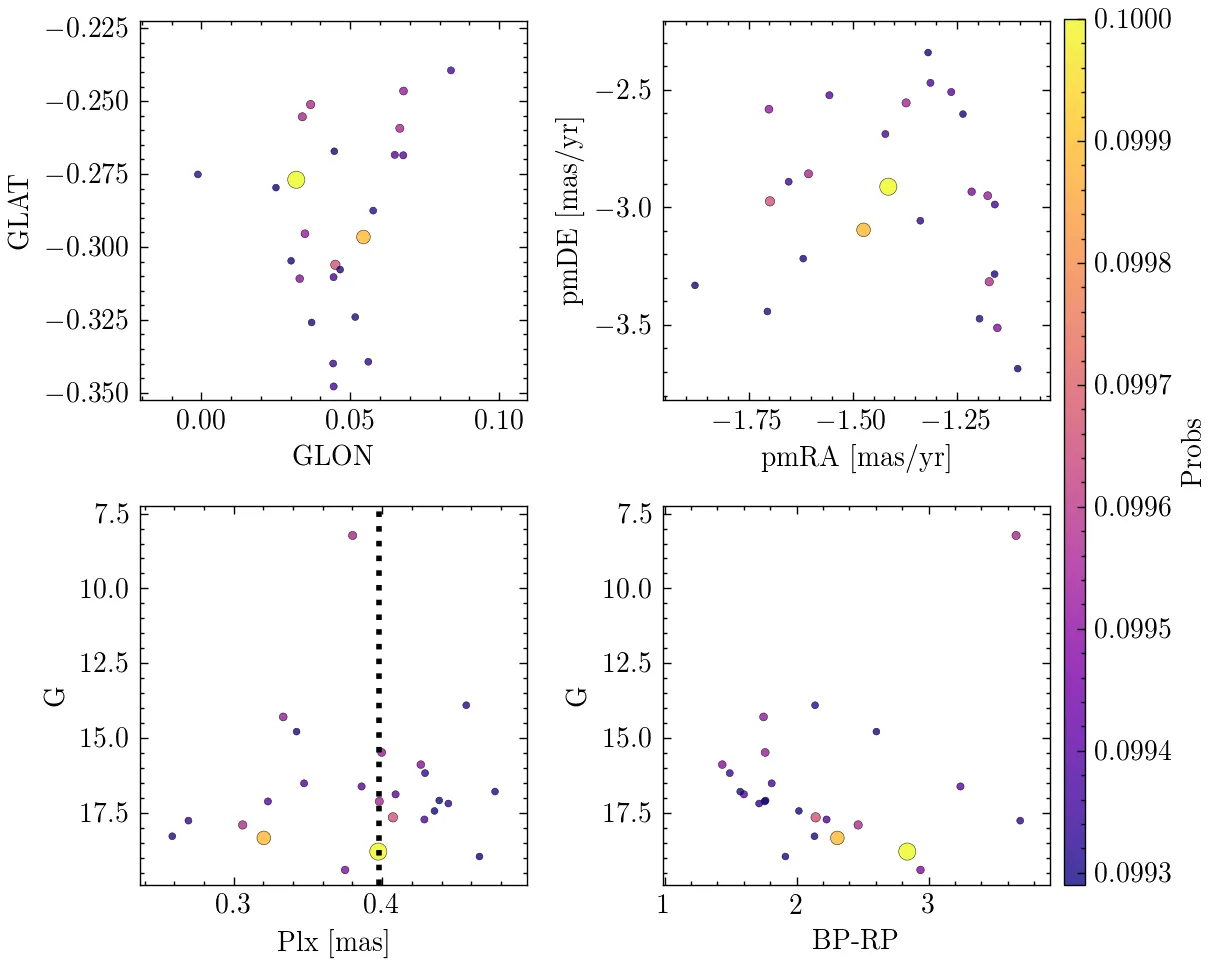 −0.225
−0.250
−0.275
−0.300
−0.325
−0.350
GLAT
0.00 0.05 0.10
GLON
−2.5
−3.0
−3.5
pmDE [mas/yr]
−1.75 −1.50 −1.25
pmRA [mas/yr]
7.5
10.0
12.5
15.0
17.5
G
0.3 0.4
Plx [mas]
7.5
10.0
12.5
15.0
17.5
G
1 2 3
BP-RP
0.1000
0.0999
0.0998
0.0997
0.0996
0.0995
0.0994
0.0993
Probs